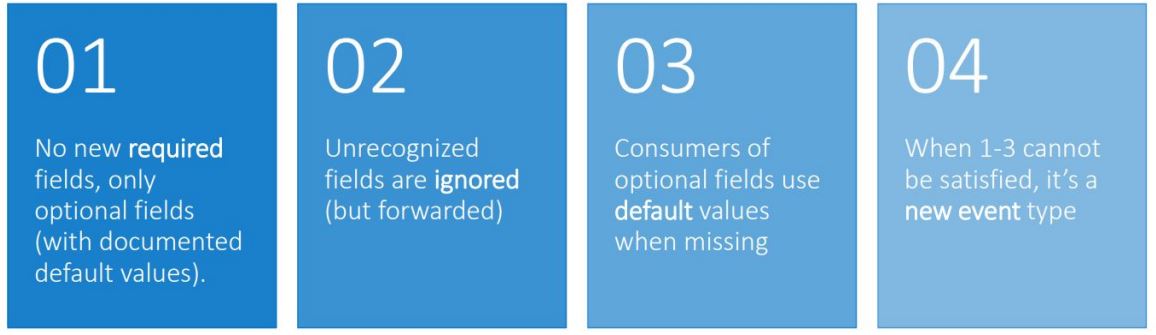 01
No new required
fields, only
optional fields
(with documented
default values).
02
Unrecognized
fields are ignored
(but forwarded)
03
Consumers of
optional fields use
default values
when missing
04
When 1-3 cannot
be satisfied, it’s a
new event type